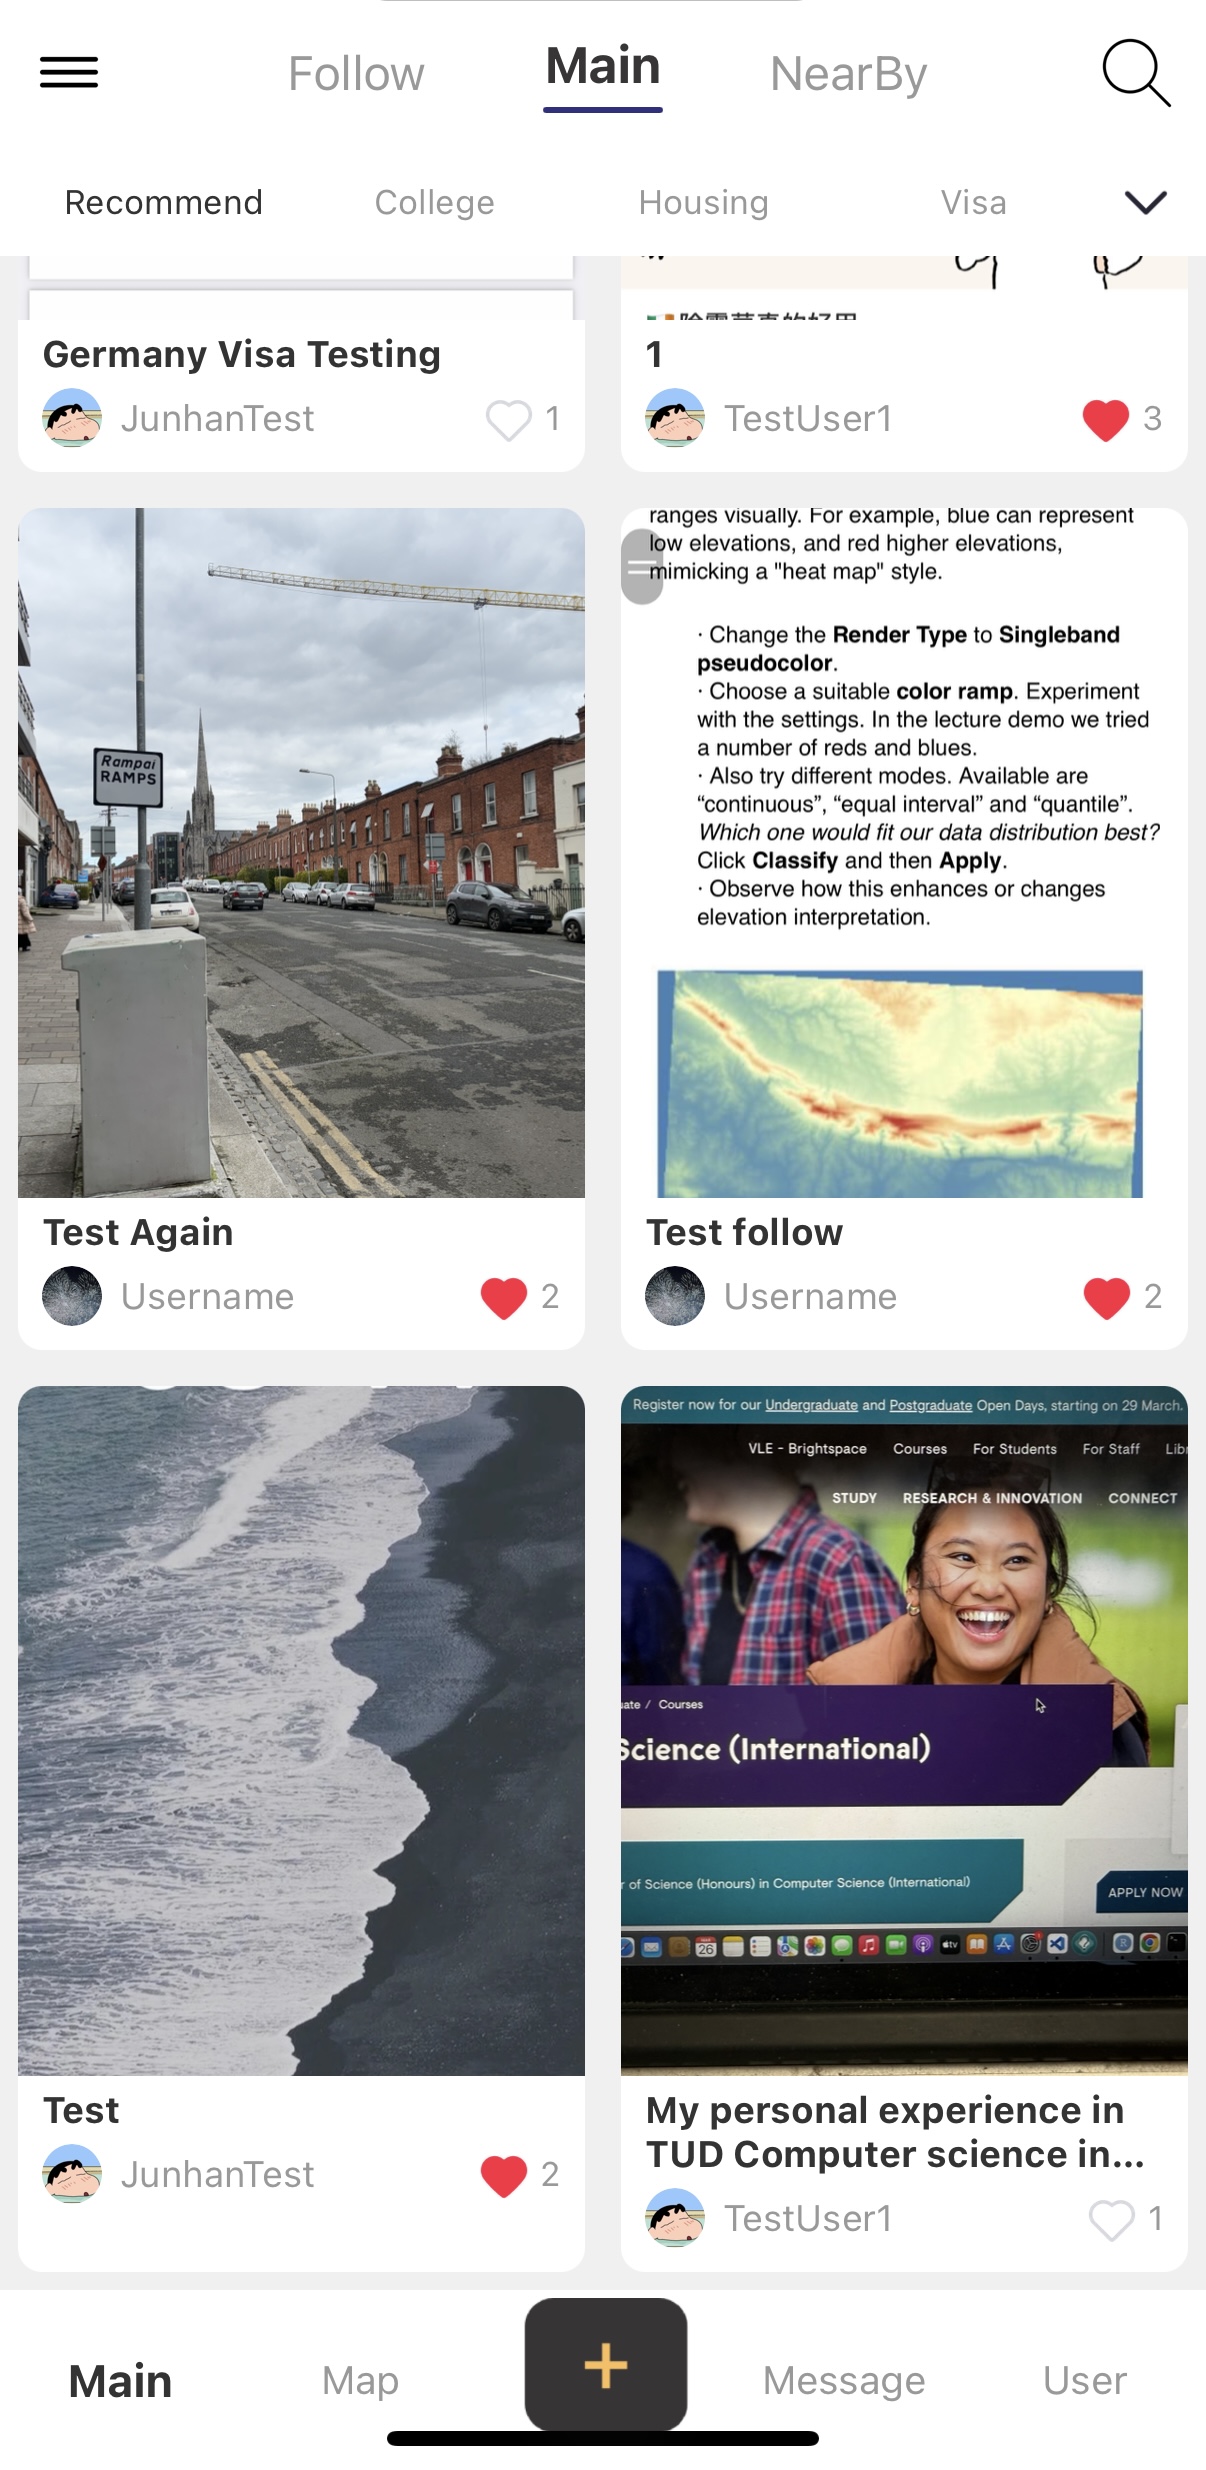 Follow
Main
NearBy
Recommend
College
Housing
Visa
Germany Visa Testing
JunhanTest
1
1
TestUser1
3
Rampaí
RAMPS
Test Again
Username
2
ranges visually. For example, blue can represent
low elevations, and red higher elevations,
mimicking a "heat map" style.
· Change the Render Type to Singleband
pseudocolor.
· Choose a suitable color ramp. Experiment
with the settings. In the lecture demo we tried
a number of reds and blues.
· Also try different modes. Available are
“continuous”, “equal interval” and “quantile”.
Which one would fit our data distribution best?
Click Classify and then Apply.
· Observe how this enhances or changes
elevation interpretation.
Test follow
Username
2
Test
JunhanTest
2
Register now for our Undergraduate and Postgraduate Open Days, starting on 29 March.
VLE - Brightspace
Courses
For Students
For Staff
STUDY
RESEARCH & INNOVATION
CONNECT
/ Courses
Science (International)
of Science (Honours) in Computer Science (International)
APPLY NOW
26
tv
My personal experience in
TUD Computer science in...
TestUser1
1
Main
Map
+
Message
User